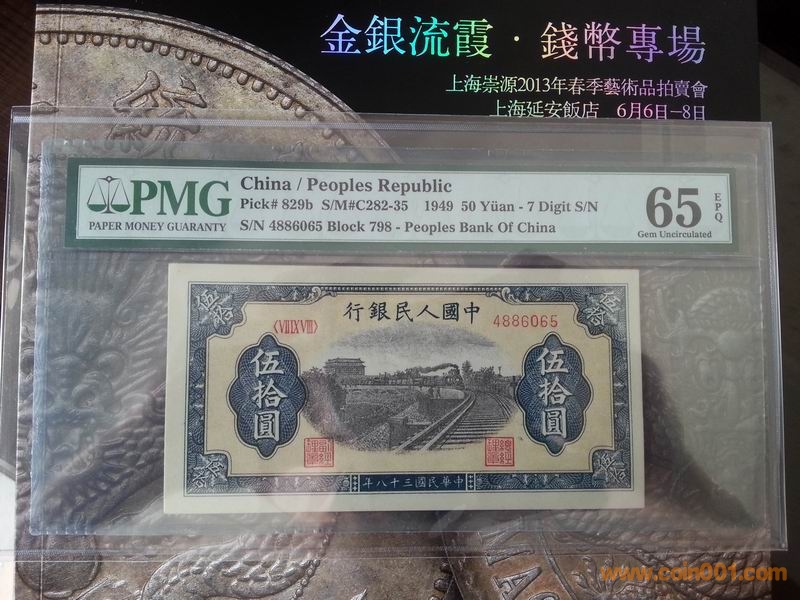 金銀流霞·錢幣專場
上海崇源2013年春季藝術品拍賣會
上海延安飯店 6月6日-8日
PMG
PAPER MONEY GUARANTY
China / Peoples Republic
Pick# 829b S/M#C282-35 1949 50 Yüan - 7 Digit S/N
S/N 4886065 Block 798 - Peoples Bank Of China
65 EPQ
Gem Uncirculated
伍拾
伍拾
行銀民人國中
〈VIIIXVIII〉
4886065
伍拾圓
伍拾圓
年八十三國民華中
www.coin001.com